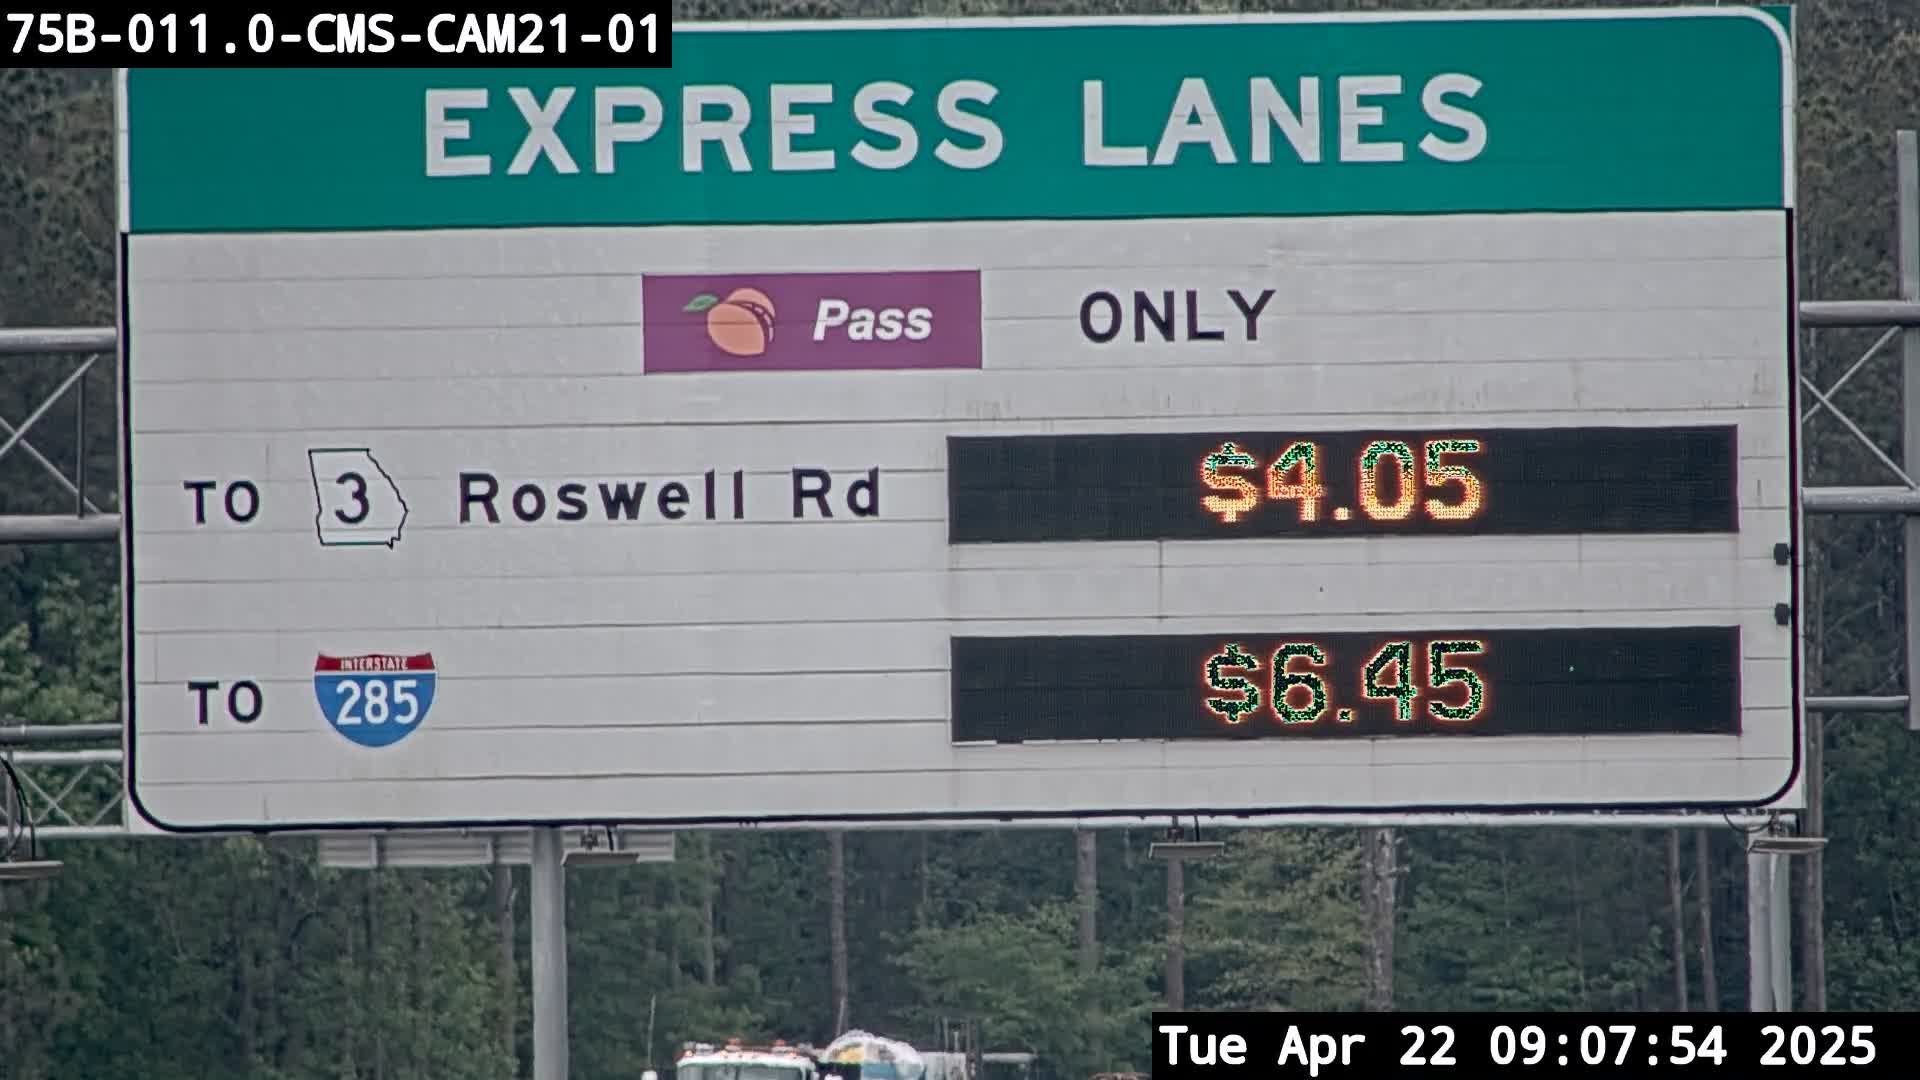 75B-011.0-CMS-CAM21-01
EXPRESS LANES
Pass ONLY
TO 3 Roswell Rd $4.05
INTERSTATE
TO 285 $6.45
Tue Apr 22 09:07:54 2025